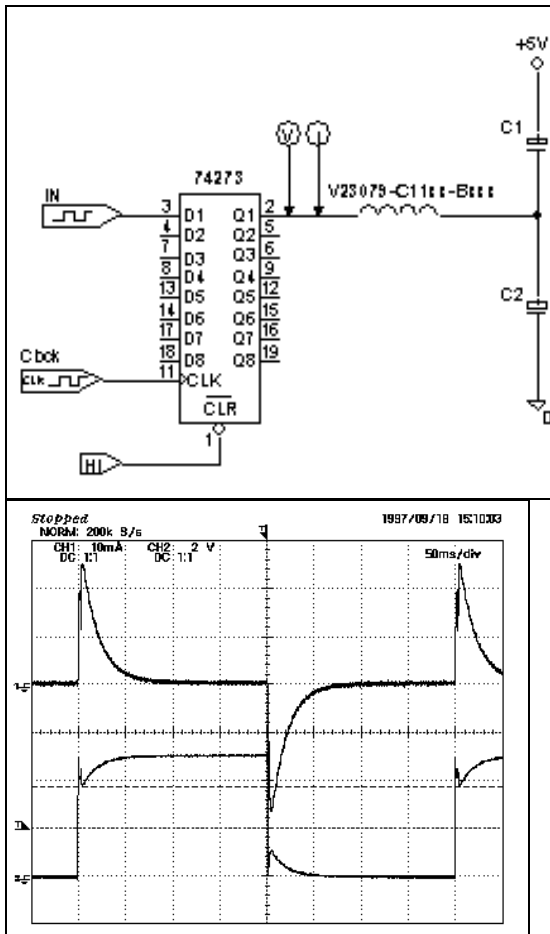 +5V
C1
V I
74273
V23079-C11**-B***
IN
3 D1 Q1 2
4 D2 Q2 5
7 D3 Q3 6
8 D4 Q4 9
13 D5 Q5 12
14 D6 Q6 15
17 D7 Q7 16
18 D8 Q8 19
C2
Clock
CLK
11 CLK
CLR
1
HI
Stopped 1997/09/18 15:10:03
NORM: 200k S/s
CH1 10mA CH2 2 V 50ms/div
DC 1:1 DC 1:1